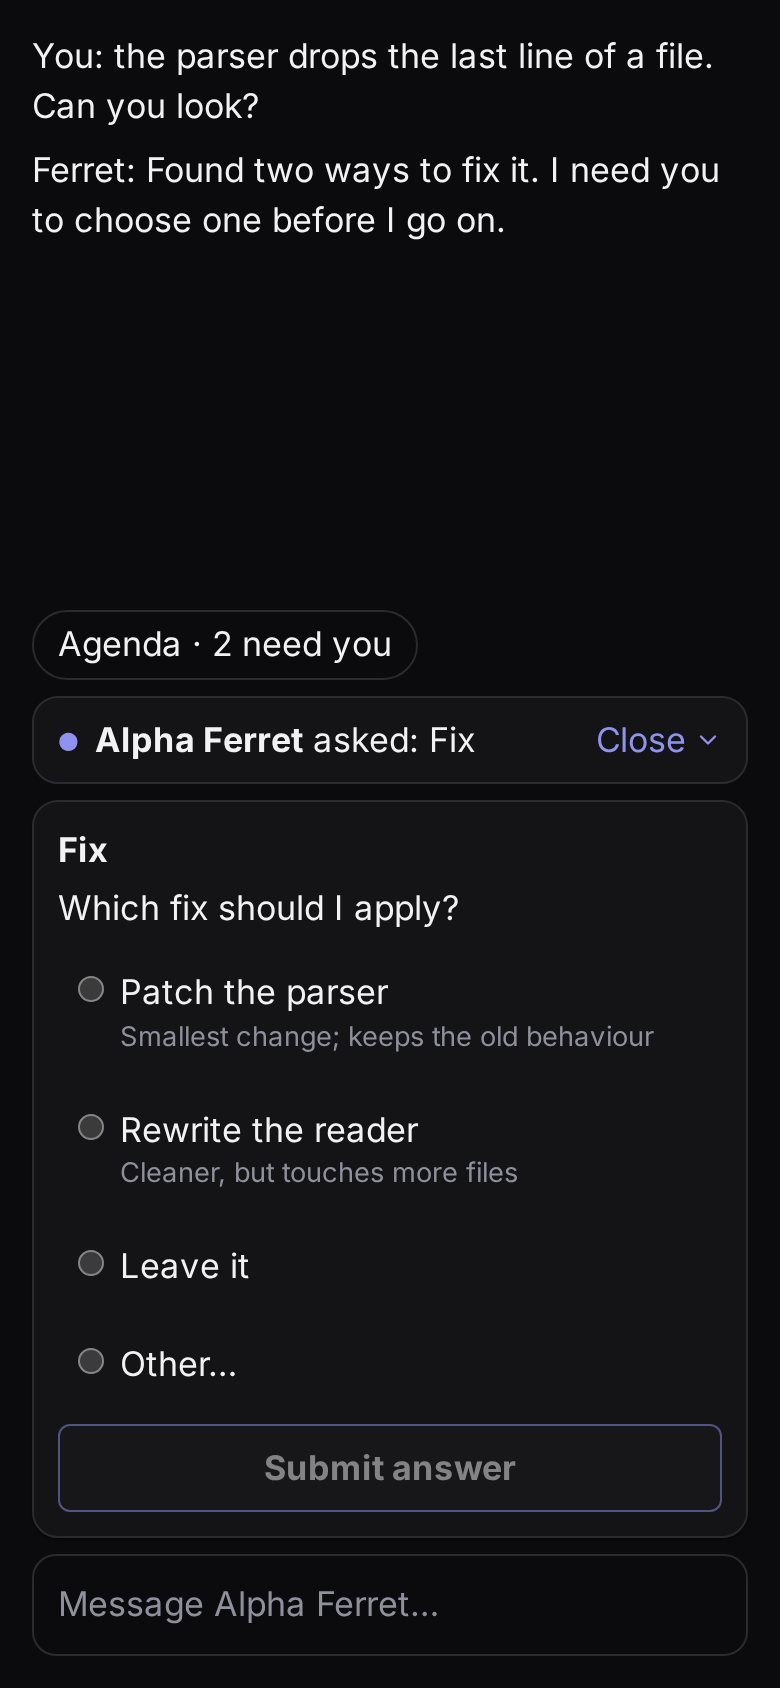 You: the parser drops the last line of a file.
Can you look?
Ferret: Found two ways to fix it. I need you
to choose one before I go on.
Agenda · 2 need you
Alpha Ferret asked: Fix Close
Fix
Which fix should I apply?
Patch the parser
Smallest change; keeps the old behaviour
Rewrite the reader
Cleaner, but touches more files
Leave it
Other...
Submit answer
Message Alpha Ferret...